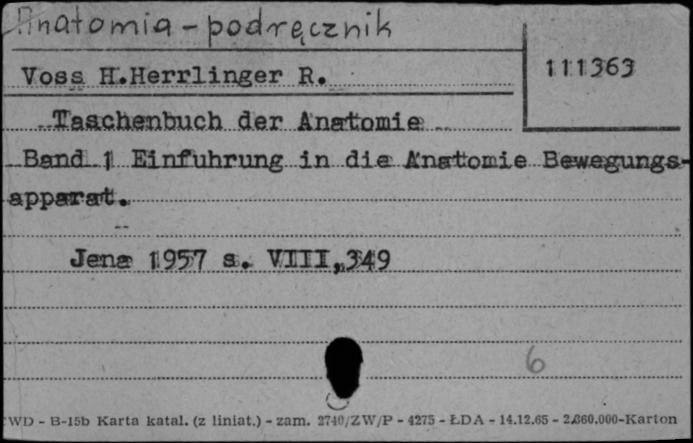 Anatomia - podręcznik
Voss H.Herrlinger R.
111363
Taschenbuch der Anatomie
Band 1 Einfuhrung in die Anatomie Bewegungs-
apparat.
Jena 1957 s. VIII,349
6
WD - B-15b Karta katal. (z liniat.) - zam. 2740/ZW/P - 4275 - ŁDA - 14.12.65 - 2.860.000-Karton